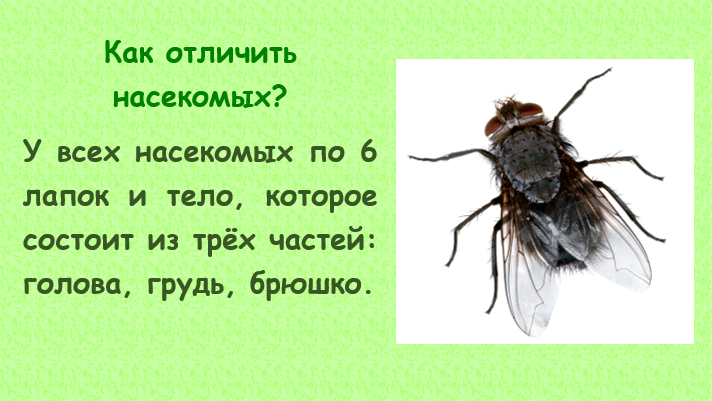 Как отличить
насекомых?
У всех насекомых по 6
лапок и тело, которое
состоит из трёх частей:
голова, грудь, брюшко.